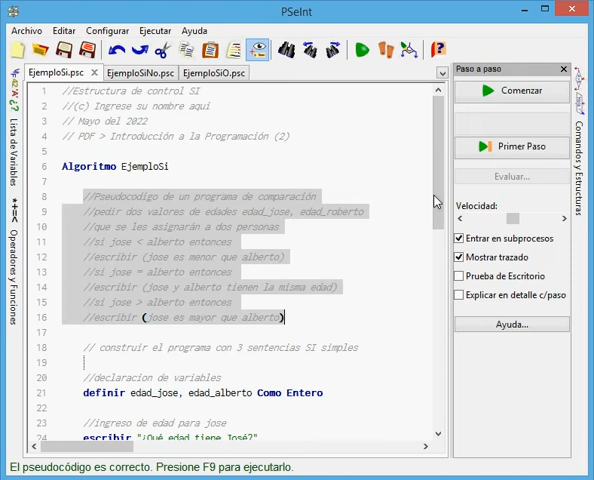 PSeInt
Archivo Editar Configurar Ejecutar Ayuda
EjemploSi.psc EjemploSiNo.psc EjemploSiO.psc
1 //Estructura de control SI
2 //(c) Ingrese su nombre aqui
3 // Mayo del 2022
4 // PDF > Introducción a la Programación (2)
5
6 Algoritmo EjemploSi
7
8 //Pseudocodigo de un programa de comparación
9 //pedir dos valores de edades edad_jose, edad_roberto
10 //que se les asignarán a dos personas
11 //si jose < alberto entonces
12 //escribir (jose es menor que alberto)
13 //si jose = alberto entonces
14 //escribir (jose y alberto tienen la misma edad)
15 //si jose > alberto entonces
16 //escribir (jose es mayor que alberto)
17
18 // construir el programa con 3 sentencias SI simples
19
20 //declaracion de variables
21 definir edad_jose, edad_alberto Como Entero
22
23 //ingreso de edad para jose
24 escribir "¿Qué edad tiene José?"
Lista de Variables
Operadores y Funciones
Paso a paso
Comenzar
Primer Paso
Evaluar...
Velocidad:
Entrar en subprocesos
Mostrar trazado
Prueba de Escritorio
Explicar en detalle c/paso
Ayuda...
Comandos y Estructuras
El pseudocódigo es correcto. Presione F9 para ejecutarlo.